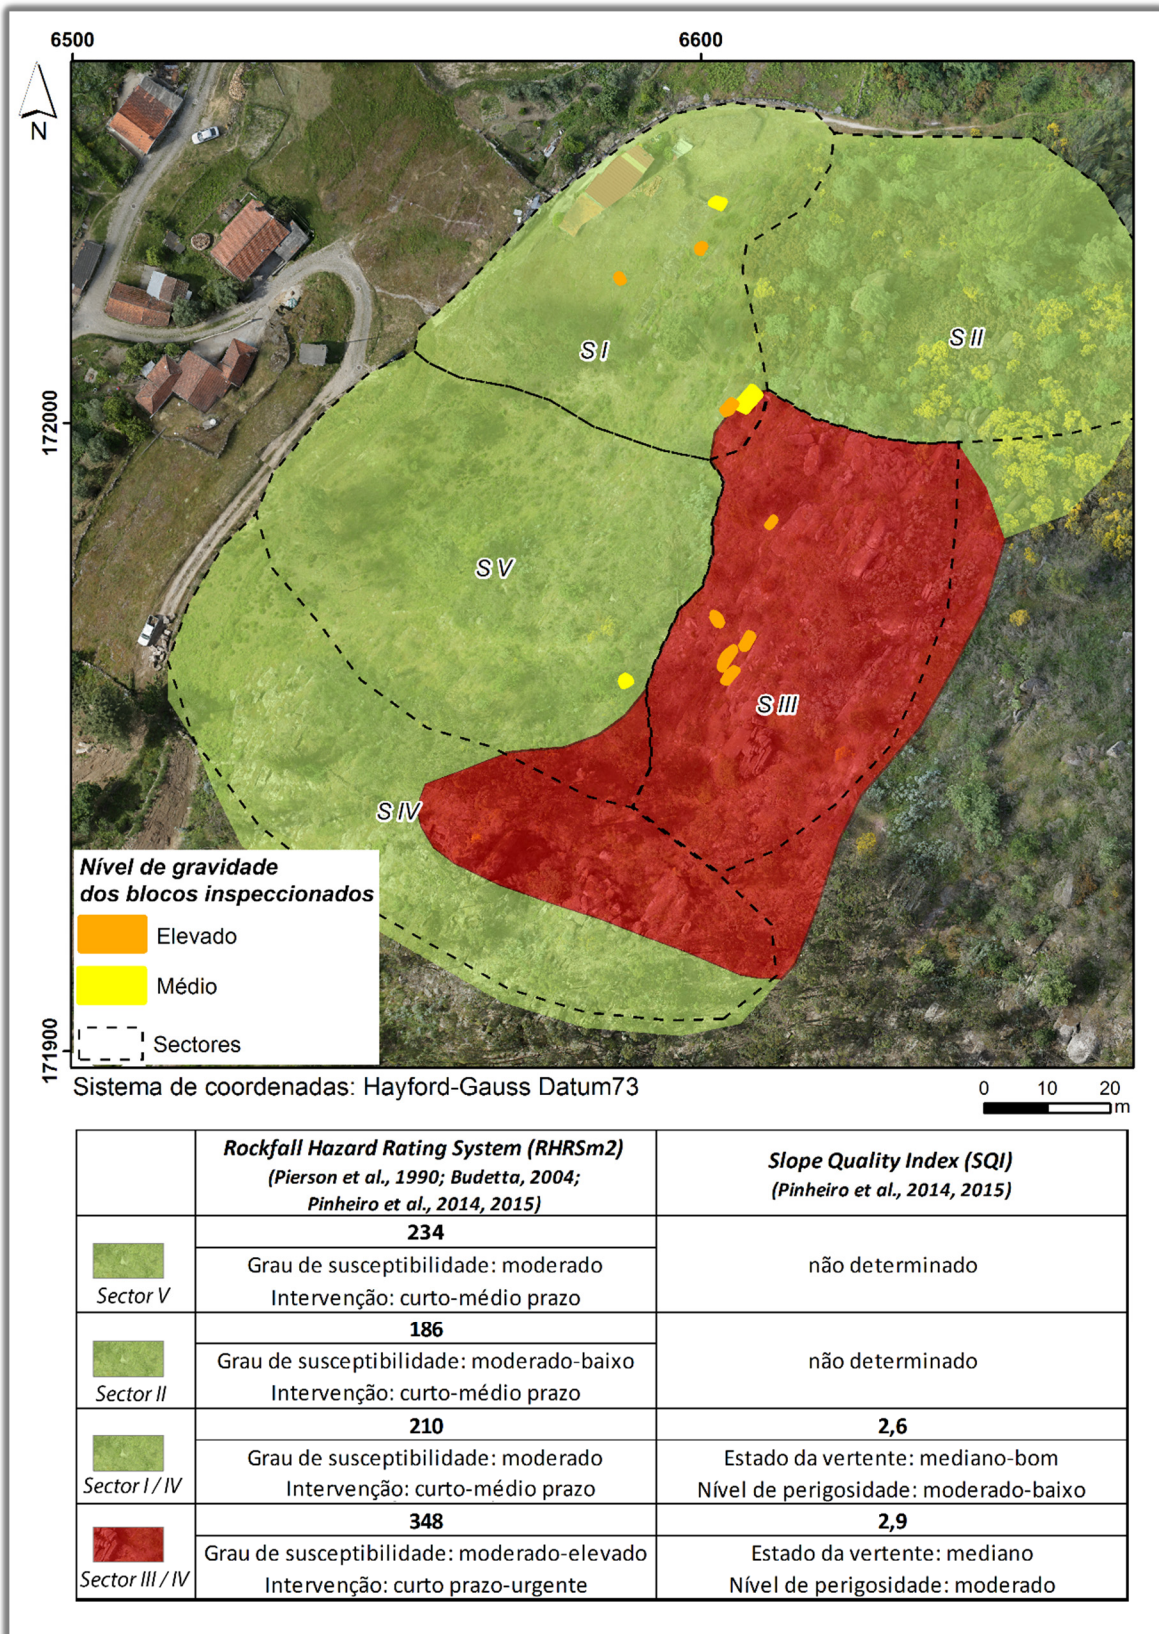 6500
6600
N
172000
171900
S I
S II
S V
S III
S IV
Nível de gravidade
dos blocos inspeccionados
Elevado
Médio
Sectores
Sistema de coordenadas: Hayford-Gauss Datum73
0 10 20
m
Rockfall Hazard Rating System (RHRSm2)
(Pierson et al., 1990; Budetta, 2004;
Pinheiro et al., 2014, 2015)
Slope Quality Index (SQI)
(Pinheiro et al., 2014, 2015)
Sector V
234
Grau de susceptibilidade: moderado
Intervenção: curto-médio prazo
não determinado
Sector II
186
Grau de susceptibilidade: moderado-baixo
Intervenção: curto-médio prazo
não determinado
Sector I / IV
210
Grau de susceptibilidade: moderado
Intervenção: curto-médio prazo
2,6
Estado da vertente: mediano-bom
Nível de perigosidade: moderado-baixo
Sector III / IV
348
Grau de susceptibilidade: moderado-elevado
Intervenção: curto prazo-urgente
2,9
Estado da vertente: mediano
Nível de perigosidade: moderado